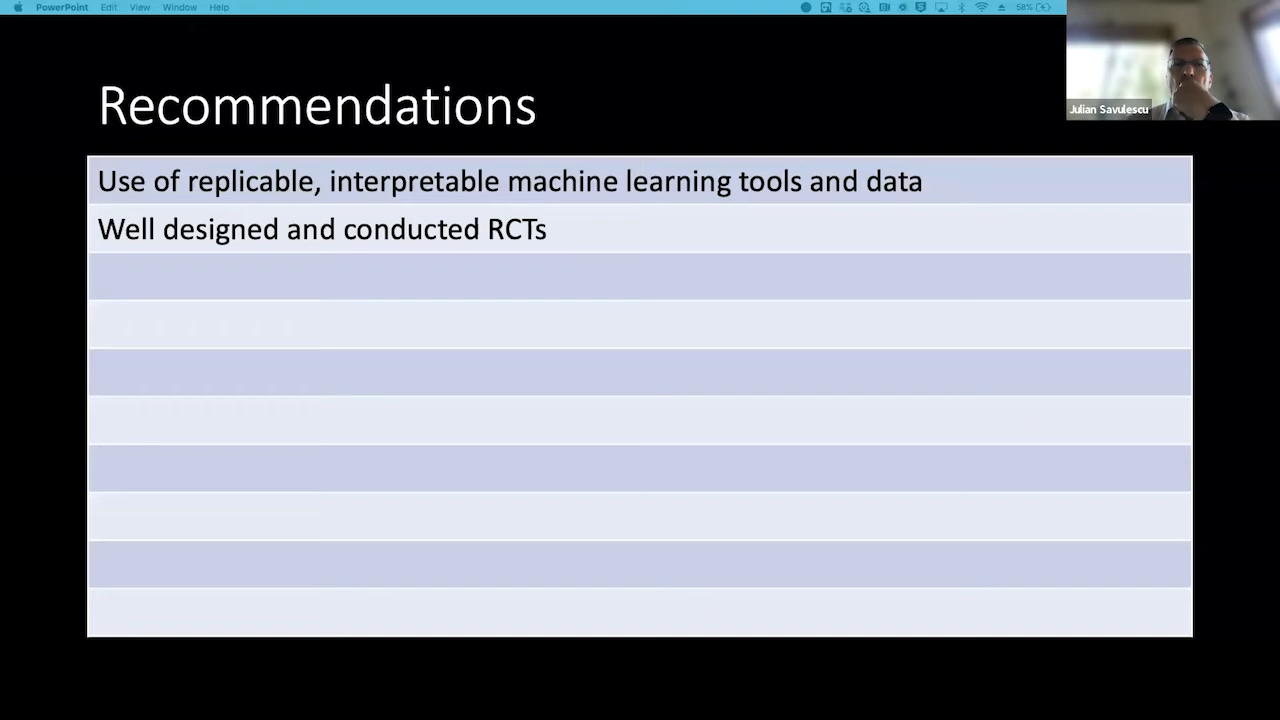 PowerPoint Edit View Window Help 58%
Julian Savulescu
Recommendations
Use of replicable, interpretable machine learning tools and data
Well designed and conducted RCTs